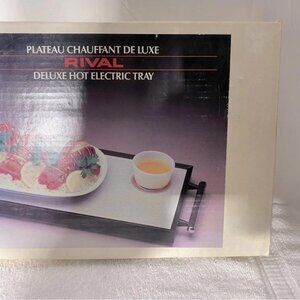 PLATEAU CHAUFFANT DE LUXE
RIVAL
DELUXE HOT ELECTRIC TRAY